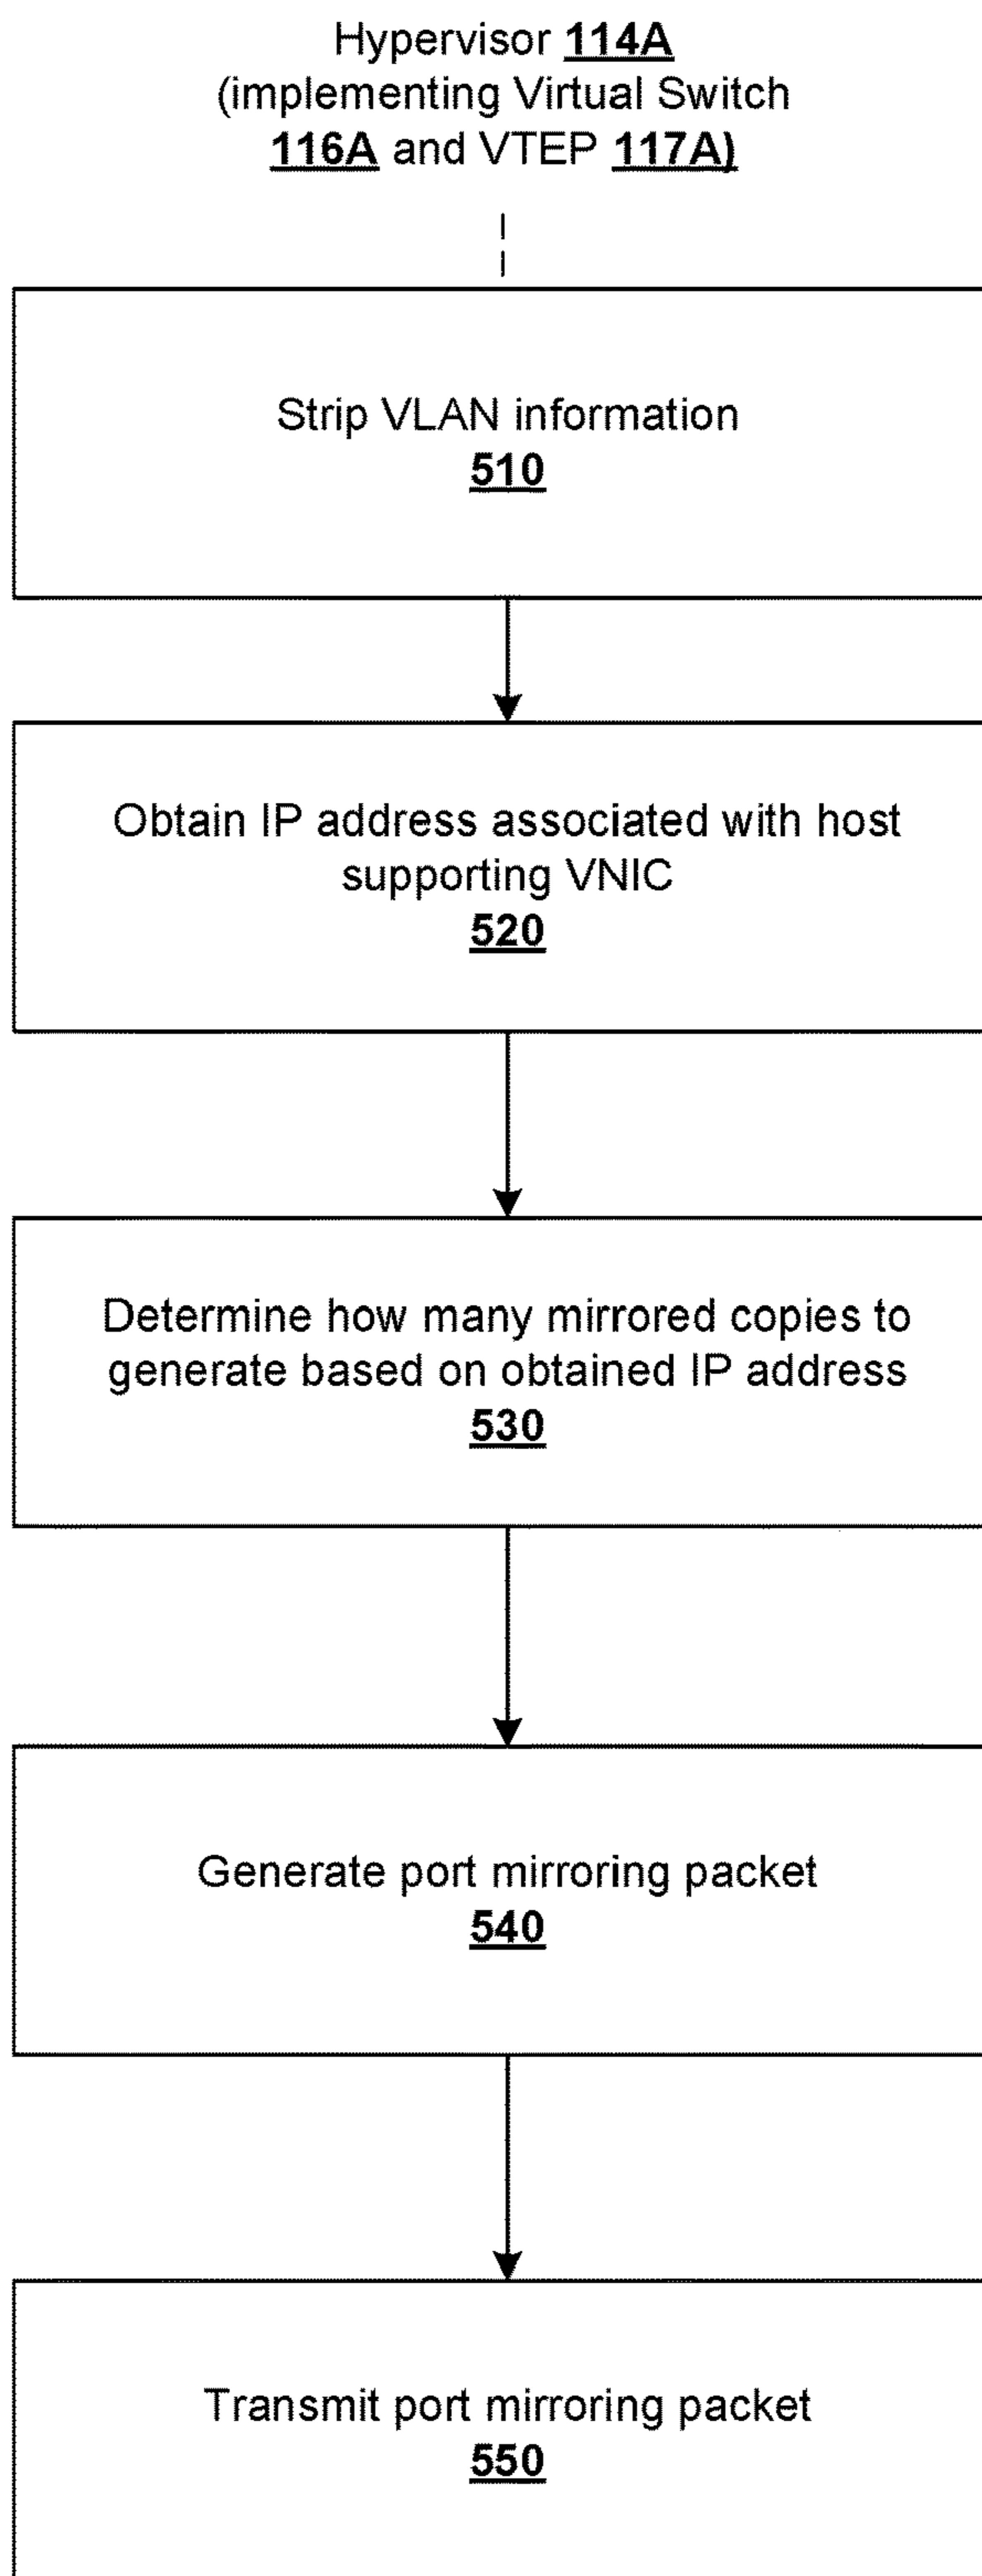 Hypervisor 114A
(implementing Virtual Switch
116A and VTEP 117A)
Strip VLAN information
510
Obtain IP address associated with host
supporting VNIC
520
Determine how many mirrored copies to
generate based on obtained IP address
530
Generate port mirroring packet
540
Transmit port mirroring packet
550